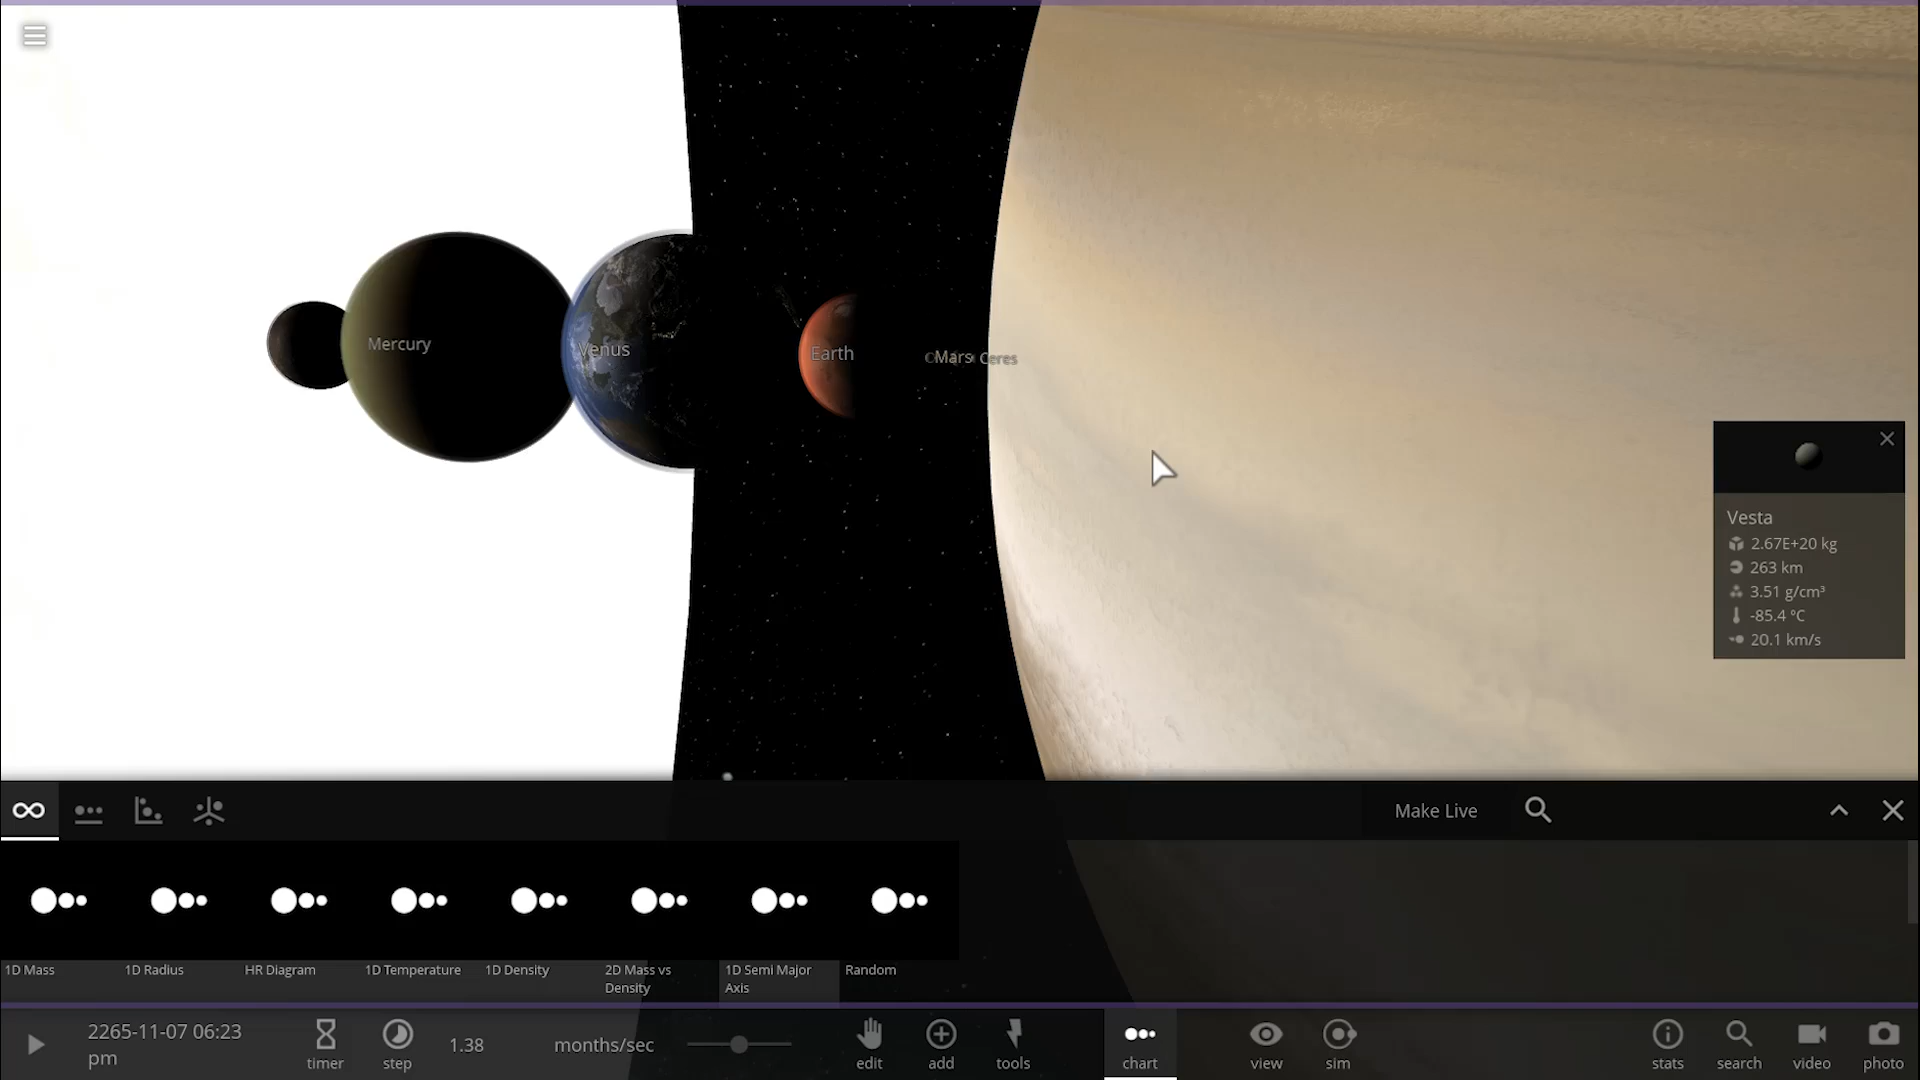 Mercury
Venus
Earth
Mars
Ceres
Vesta
2.67E+20 kg
263 km
3.51 g/cm³
-85.4 °C
20.1 km/s
Make Live
1D Mass
1D Radius
HR Diagram
1D Temperature
1D Density
2D Mass vs
Density
1D Semi Major
Axis
Random
2265-11-07 06:23
pm
timer
step
1.38
months/sec
edit
add
tools
chart
view
sim
stats
search
video
photo